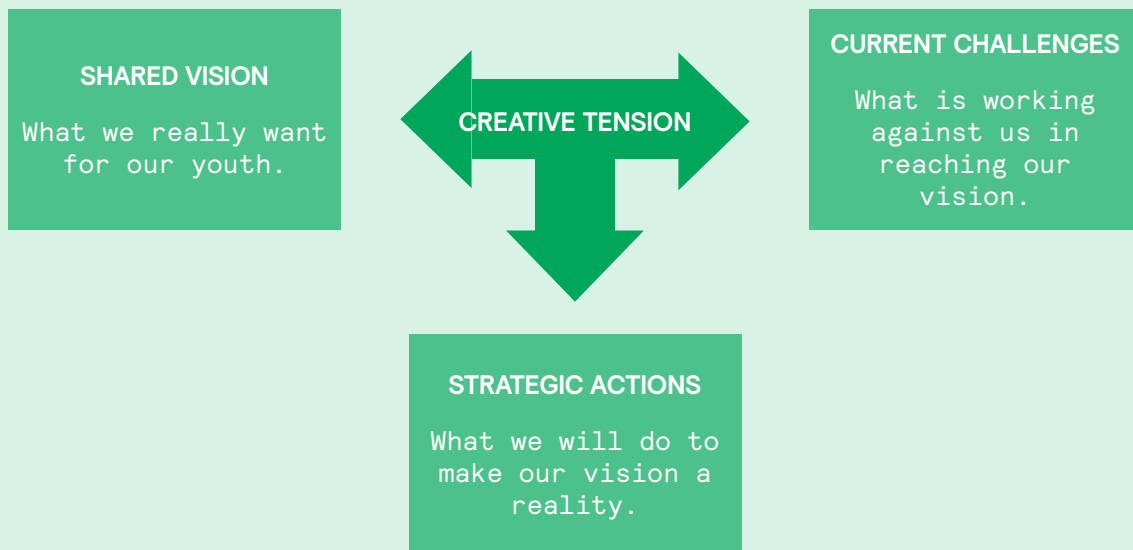 SHARED VISION
What we really want
for our youth.
CREATIVE TENSION
CURRENT CHALLENGES
What is working
against us in
reaching our
vision.
STRATEGIC ACTIONS
What we will do to
make our vision a
reality.